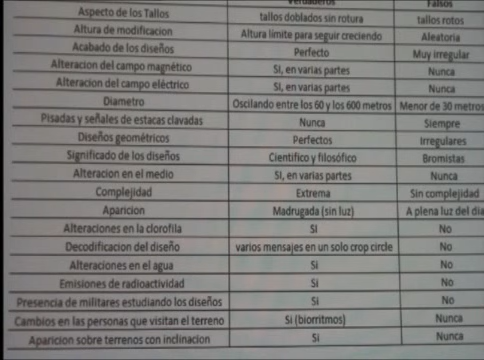 Verdaderos Falsos
Aspecto de los Tallos tallos doblados sin rotura tallos rotos
Altura de modificacion Altura límite para seguir creciendo Aleatoria
Acabado de los diseños Perfecto Muy irregular
Alteracion del campo magnético Si, en varias partes Nunca
Alteracion del campo eléctrico Si, en varias partes Nunca
Diametro Oscilando entre los 60 y los 600 metros Menor de 30 metros
Pisadas y señales de estacas clavadas Nunca Siempre
Diseños geométricos Perfectos Irregulares
Significado de los diseños Cientifico y filosófico Bromistas
Alteracion en el medio Si, en varias partes Nunca
Complejidad Extrema Sin complejidad
Aparicion Madrugada (sin luz) A plena luz del dia
Alteraciones en la clorofila Si No
Decodificacion del diseño varios mensajes en un solo crop circle No
Alteraciones en el agua Si No
Emisiones de radioactividad Si No
Presencia de militares estudiando los diseños Si No
Cambios en las personas que visitan el terreno Si (biorritmos) Nunca
Aparicion sobre terrenos con inclinacion Si Nunca